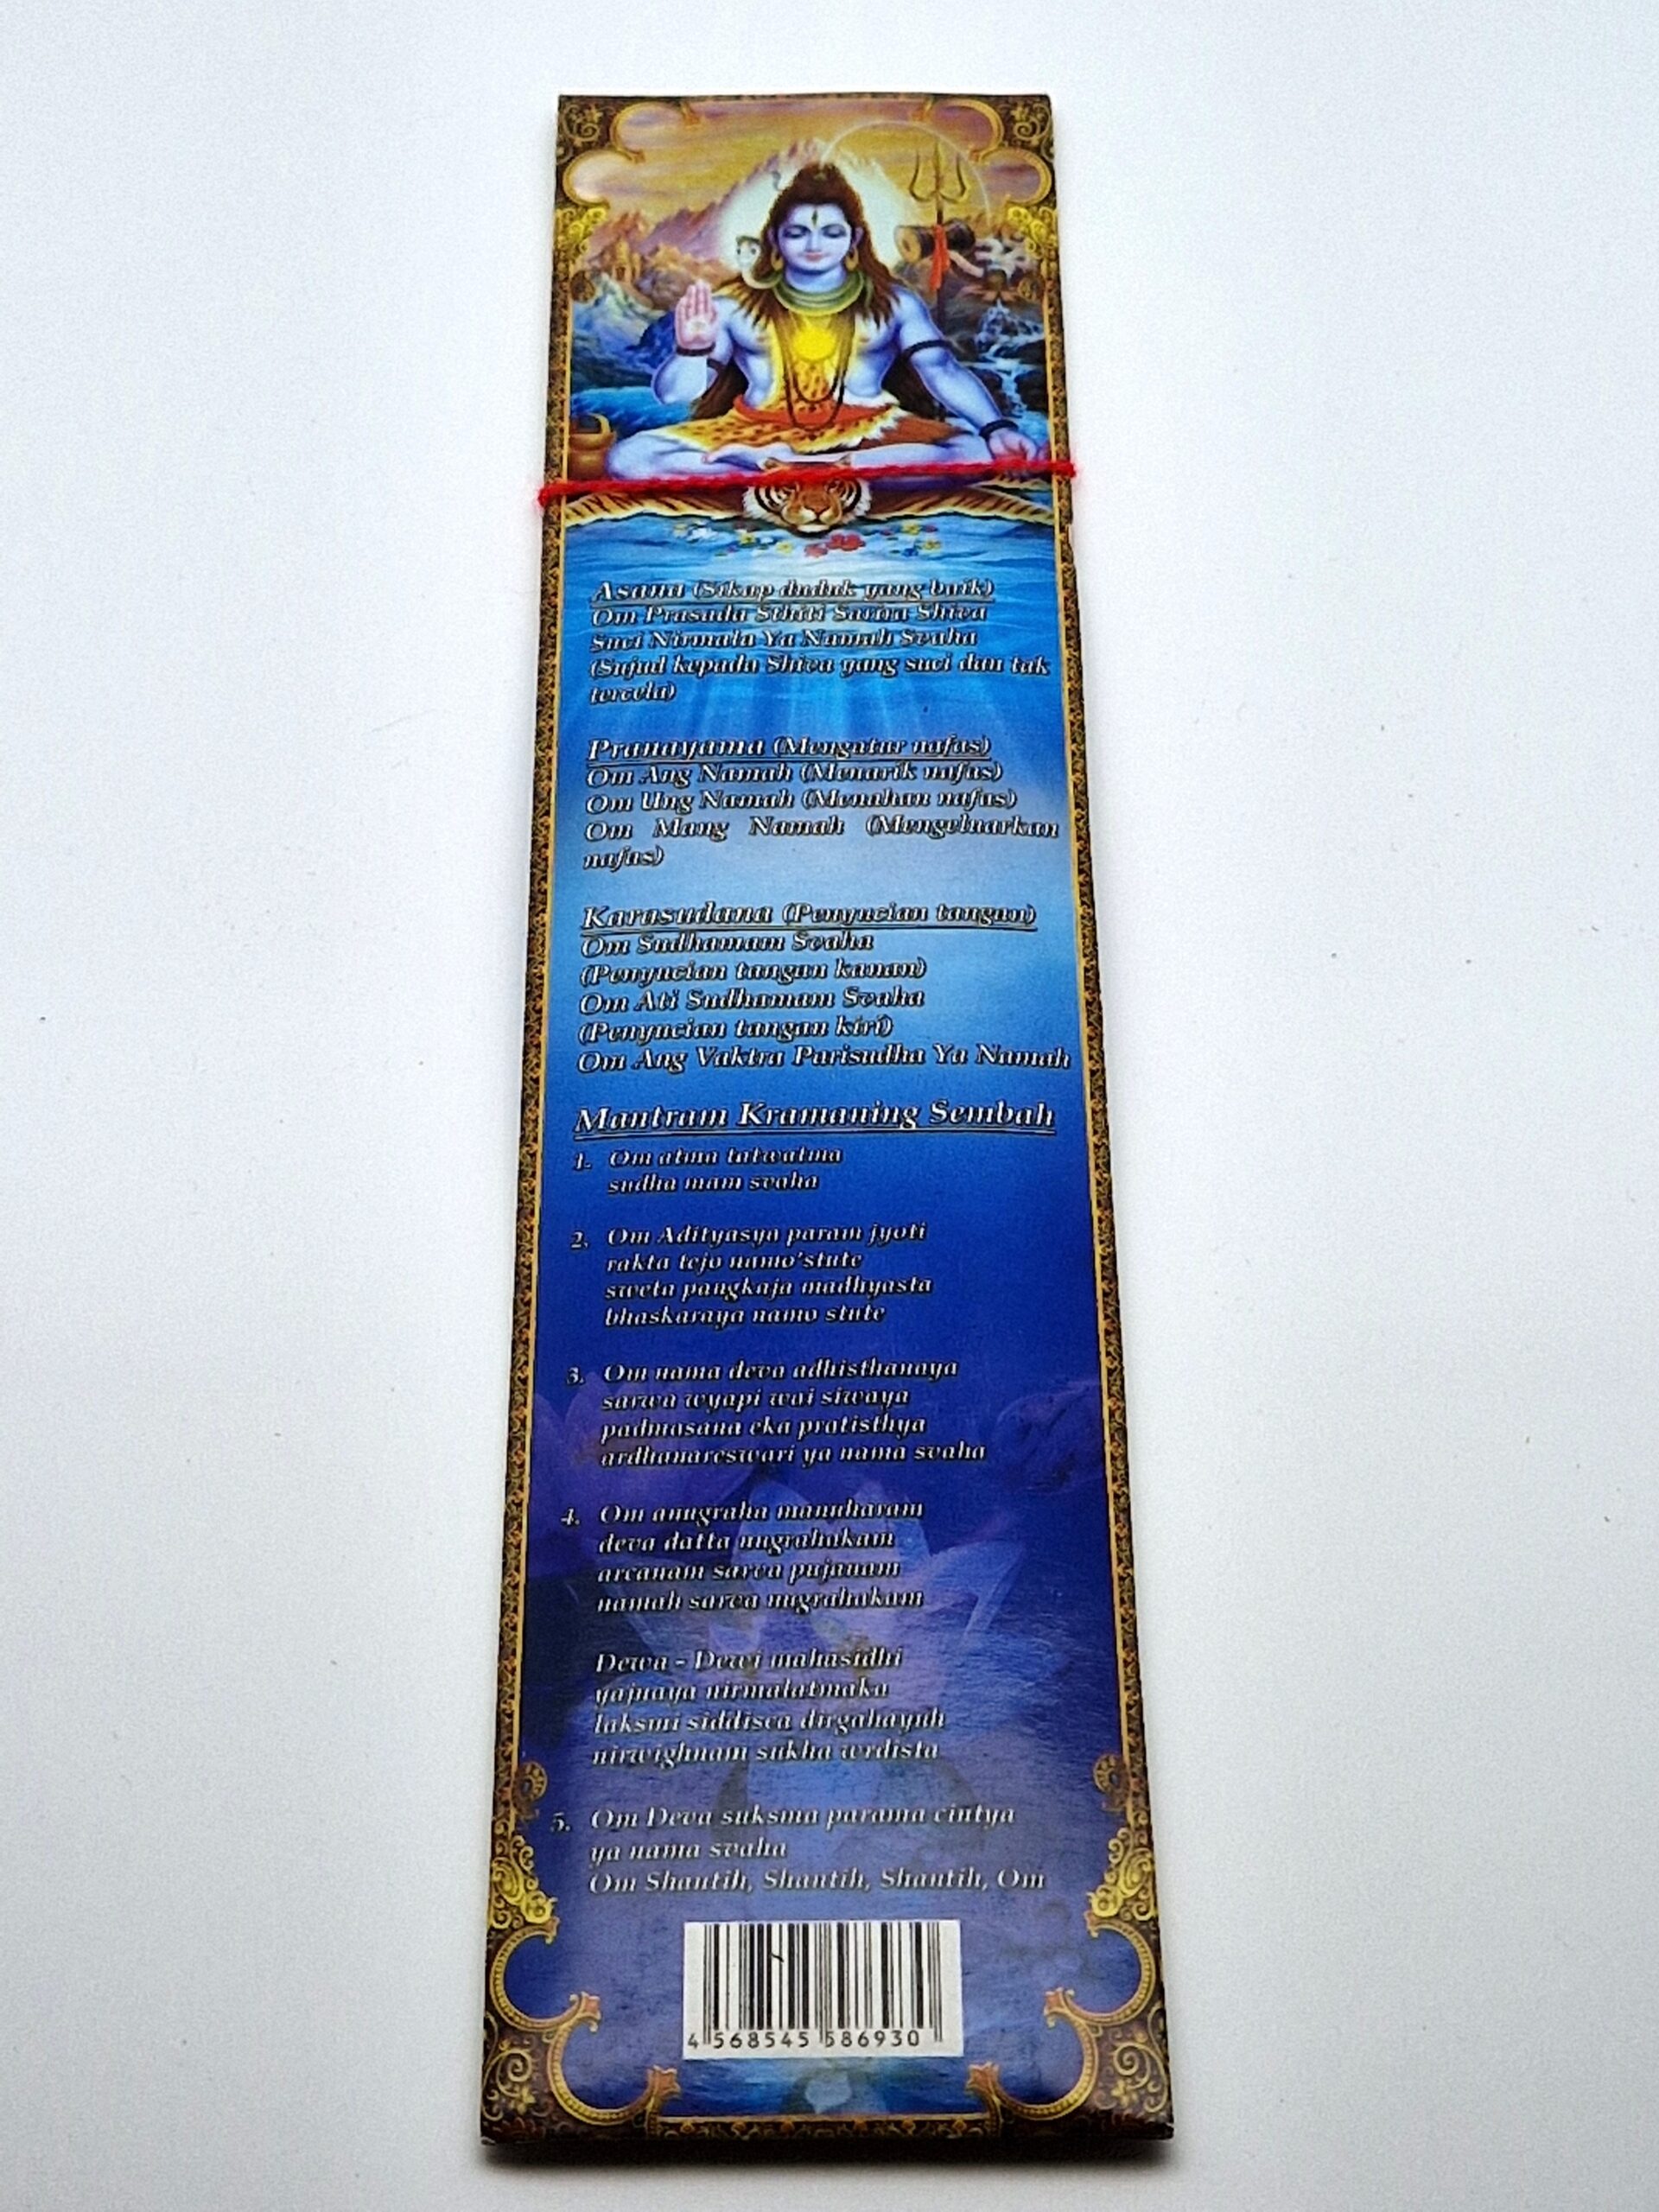 Asana (Sikap duduk yang baik)
Om Prasada Sthiti Sarira Shiva
Suci Nirmala Ya Namah Svaha
(Sujud kepada Shiva yang suci dan tak
tercela)
Pranayama (Mengatur nafas)
Om Ang Namah (Menarik nafas)
Om Ung Namah (Menahan nafas)
Om Mang Namah (Mengeluarkan
nafas)
Karasudana (Penyucian tangan)
Om Sudhamam Svaha
(Penyucian tangan kanan)
Om Ati Sudhamam Svaha
(Penyucian tangan kiri)
Om Ang Vaktra Parisudha Ya Namah
Mantram Kramaning Sembah
1. Om atma tatwatma
sudha mam svaha
2. Om Adityasya param jyoti
rakta tejo namo'stute
sweta pangkaja madhyasta
bhaskaraya namo stute
3. Om nama deva adhisthanaya
sarwa wyapi wai siwaya
padmasana eka pratisthya
ardhanareswari ya nama svaha
4. Om anugraha manuharam
deva datta nugrahakam
arcanam sarva pujanam
namah sarva nugrahakam
Dewa - Dewi mahasidhi
yajnaya nirmalatmaka
laksmi siddisca dirgahayuh
nirwighnam sukha wrdista
5. Om Deva suksma parama cintya
ya nama svaha
Om Shantih, Shantih, Shantih, Om
4 568545 586930